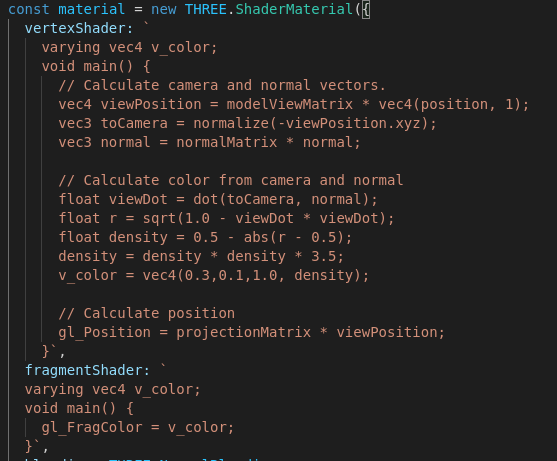 const material = new THREE.ShaderMaterial({
vertexShader: `
varying vec4 v_color;
void main() {
// Calculate camera and normal vectors.
vec4 viewPosition = modelViewMatrix * vec4(position, 1);
vec3 toCamera = normalize(-viewPosition.xyz);
vec3 normal = normalMatrix * normal;
// Calculate color from camera and normal
float viewDot = dot(toCamera, normal);
float r = sqrt(1.0 - viewDot * viewDot);
float density = 0.5 - abs(r - 0.5);
density = density * density * 3.5;
v_color = vec4(0.3,0.1,1.0, density);
// Calculate position
gl_Position = projectionMatrix * viewPosition;
}`,
fragmentShader: `
varying vec4 v_color;
void main() {
gl_FragColor = v_color;
}`,